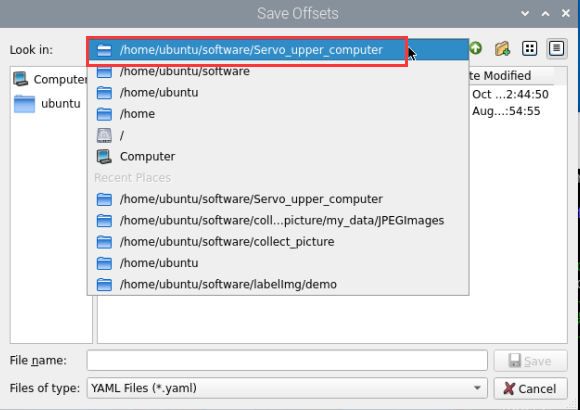 Save Offsets
Look in:
/home/ubuntu/software/Servo_upper_computer
/home/ubuntu/software
/home/ubuntu
/home
/
Computer
Recent Places
/home/ubuntu/software/Servo_upper_computer
/home/ubuntu/software/coll...picture/my_data/JPEGImages
/home/ubuntu/software/collect_picture
/home/ubuntu
/home/ubuntu/software/labelImg/demo
Computer
ubuntu
te Modified
Oct ...2:44:50
Aug...:54:55
File name:
Save
Files of type: YAML Files (*.yaml)
Cancel